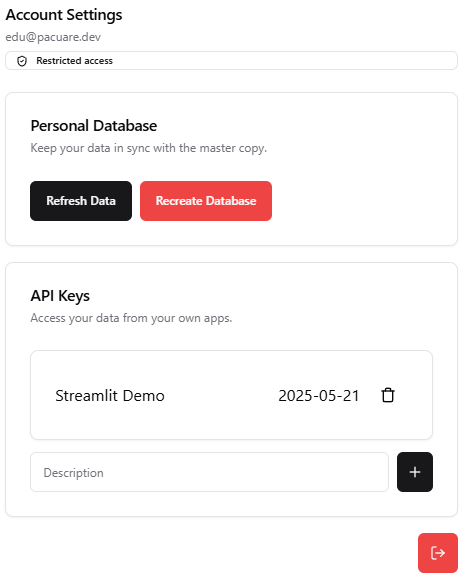 Account Settings
edu@pacuare.dev
Restricted access
Personal Database
Keep your data in sync with the master copy.
Refresh Data
Recreate Database
API Keys
Access your data from your own apps.
Streamlit Demo
2025-05-21
Description